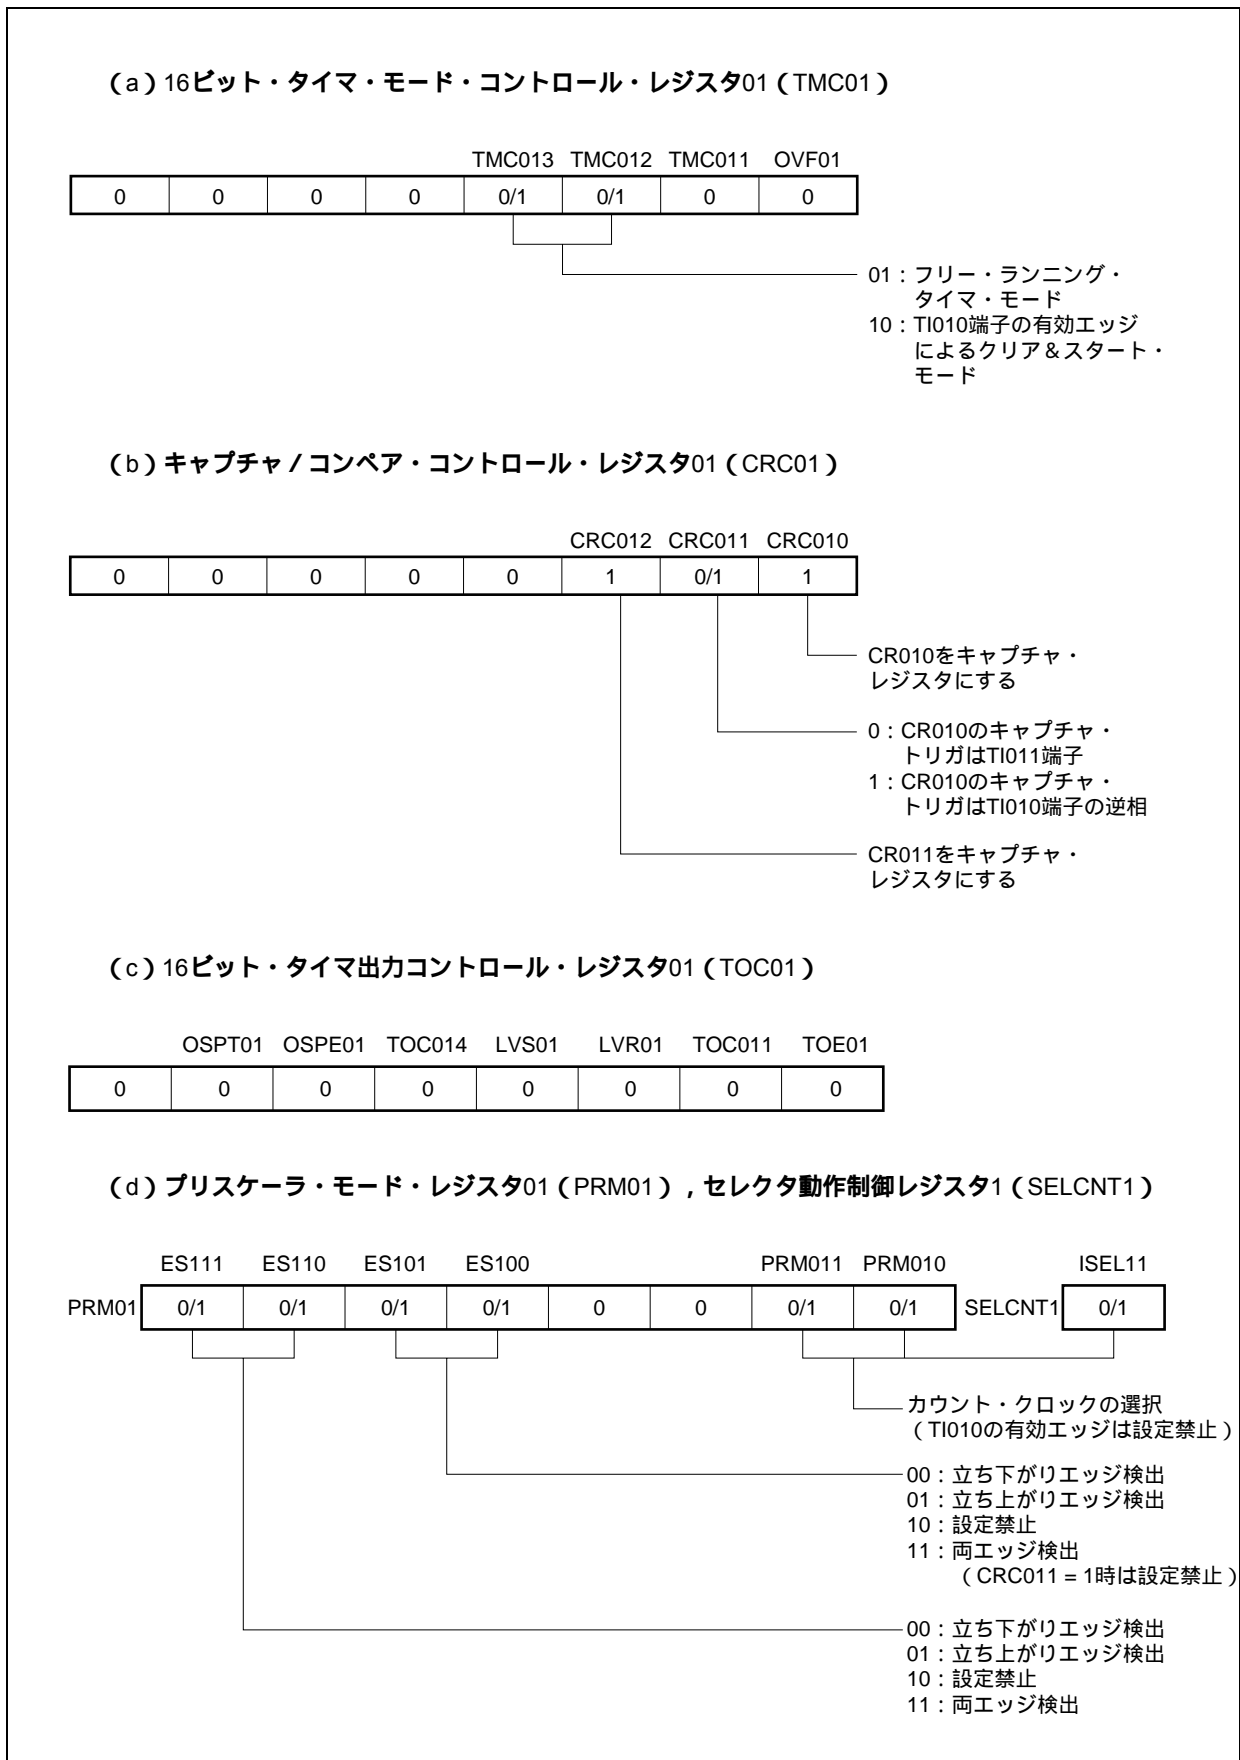 （a）16ビット・タイマ・モード・コントロール・レジスタ01（TMC01）
TMC013 TMC012 TMC011 OVF01
0 0 0 0 0/1 0/1 0 0
01：フリー・ランニング・
タイマ・モード
10：TI010端子の有効エッジ
によるクリア＆スタート・
モード
（b）キャプチャ／コンペア・コントロール・レジスタ01（CRC01）
CRC012 CRC011 CRC010
0 0 0 0 0 1 0/1 1
CR010をキャプチャ・
レジスタにする
0：CR010のキャプチャ・
トリガはTI011端子
1：CR010のキャプチャ・
トリガはTI010端子の逆相
CR011をキャプチャ・
レジスタにする
（c）16ビット・タイマ出力コントロール・レジスタ01（TOC01）
OSPT01 OSPE01 TOC014 LVS01 LVR01 TOC011 TOE01
0 0 0 0 0 0 0 0
（d）プリスケーラ・モード・レジスタ01（PRM01），セレクタ動作制御レジスタ1（SELCNT1）
ES111 ES110 ES101 ES100 PRM011 PRM010 ISEL11
PRM01 0/1 0/1 0/1 0/1 0 0 0/1 0/1 SELCNT1 0/1
カウント・クロックの選択
（TI010の有効エッジは設定禁止）
00：立ち下がりエッジ検出
01：立ち上がりエッジ検出
10：設定禁止
11：両エッジ検出
（CRC011 = 1時は設定禁止）
00：立ち下がりエッジ検出
01：立ち上がりエッジ検出
10：設定禁止
11：両エッジ検出